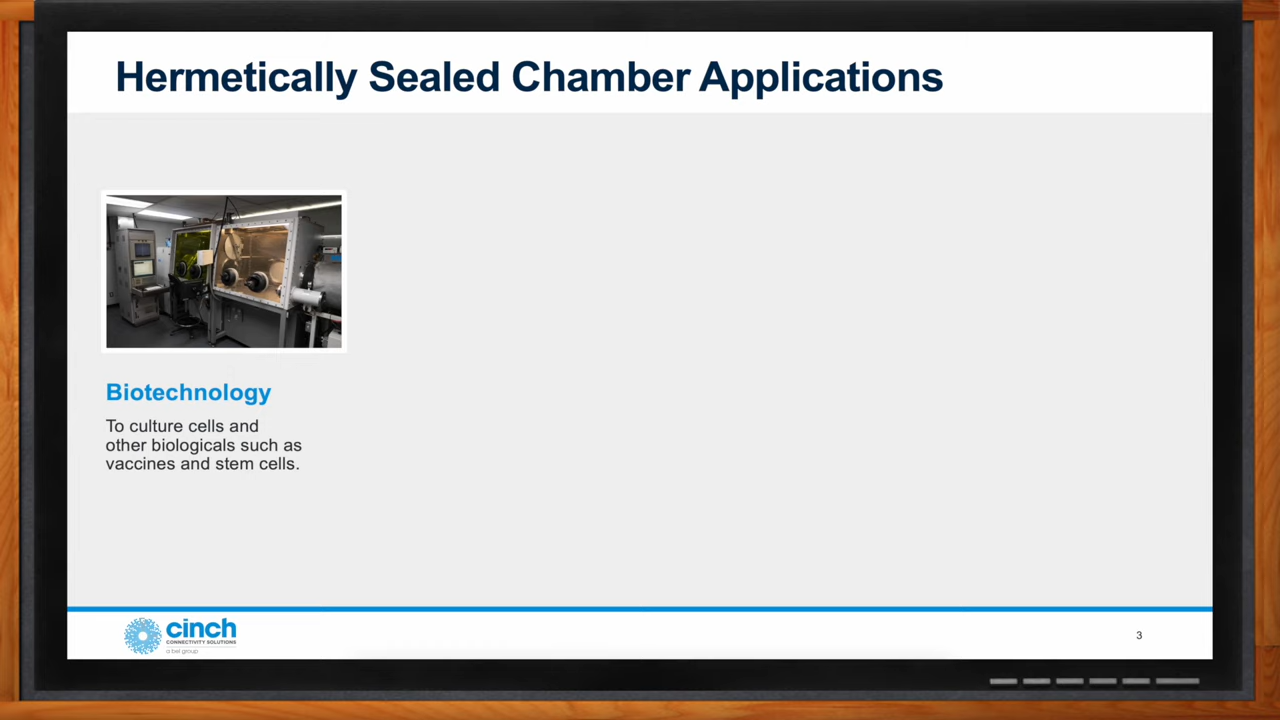 Hermetically Sealed Chamber Applications
Biotechnology
To culture cells and
other biologicals such as
vaccines and stem cells.
cinch
CONNECTIVITY SOLUTIONS
a bel group
3